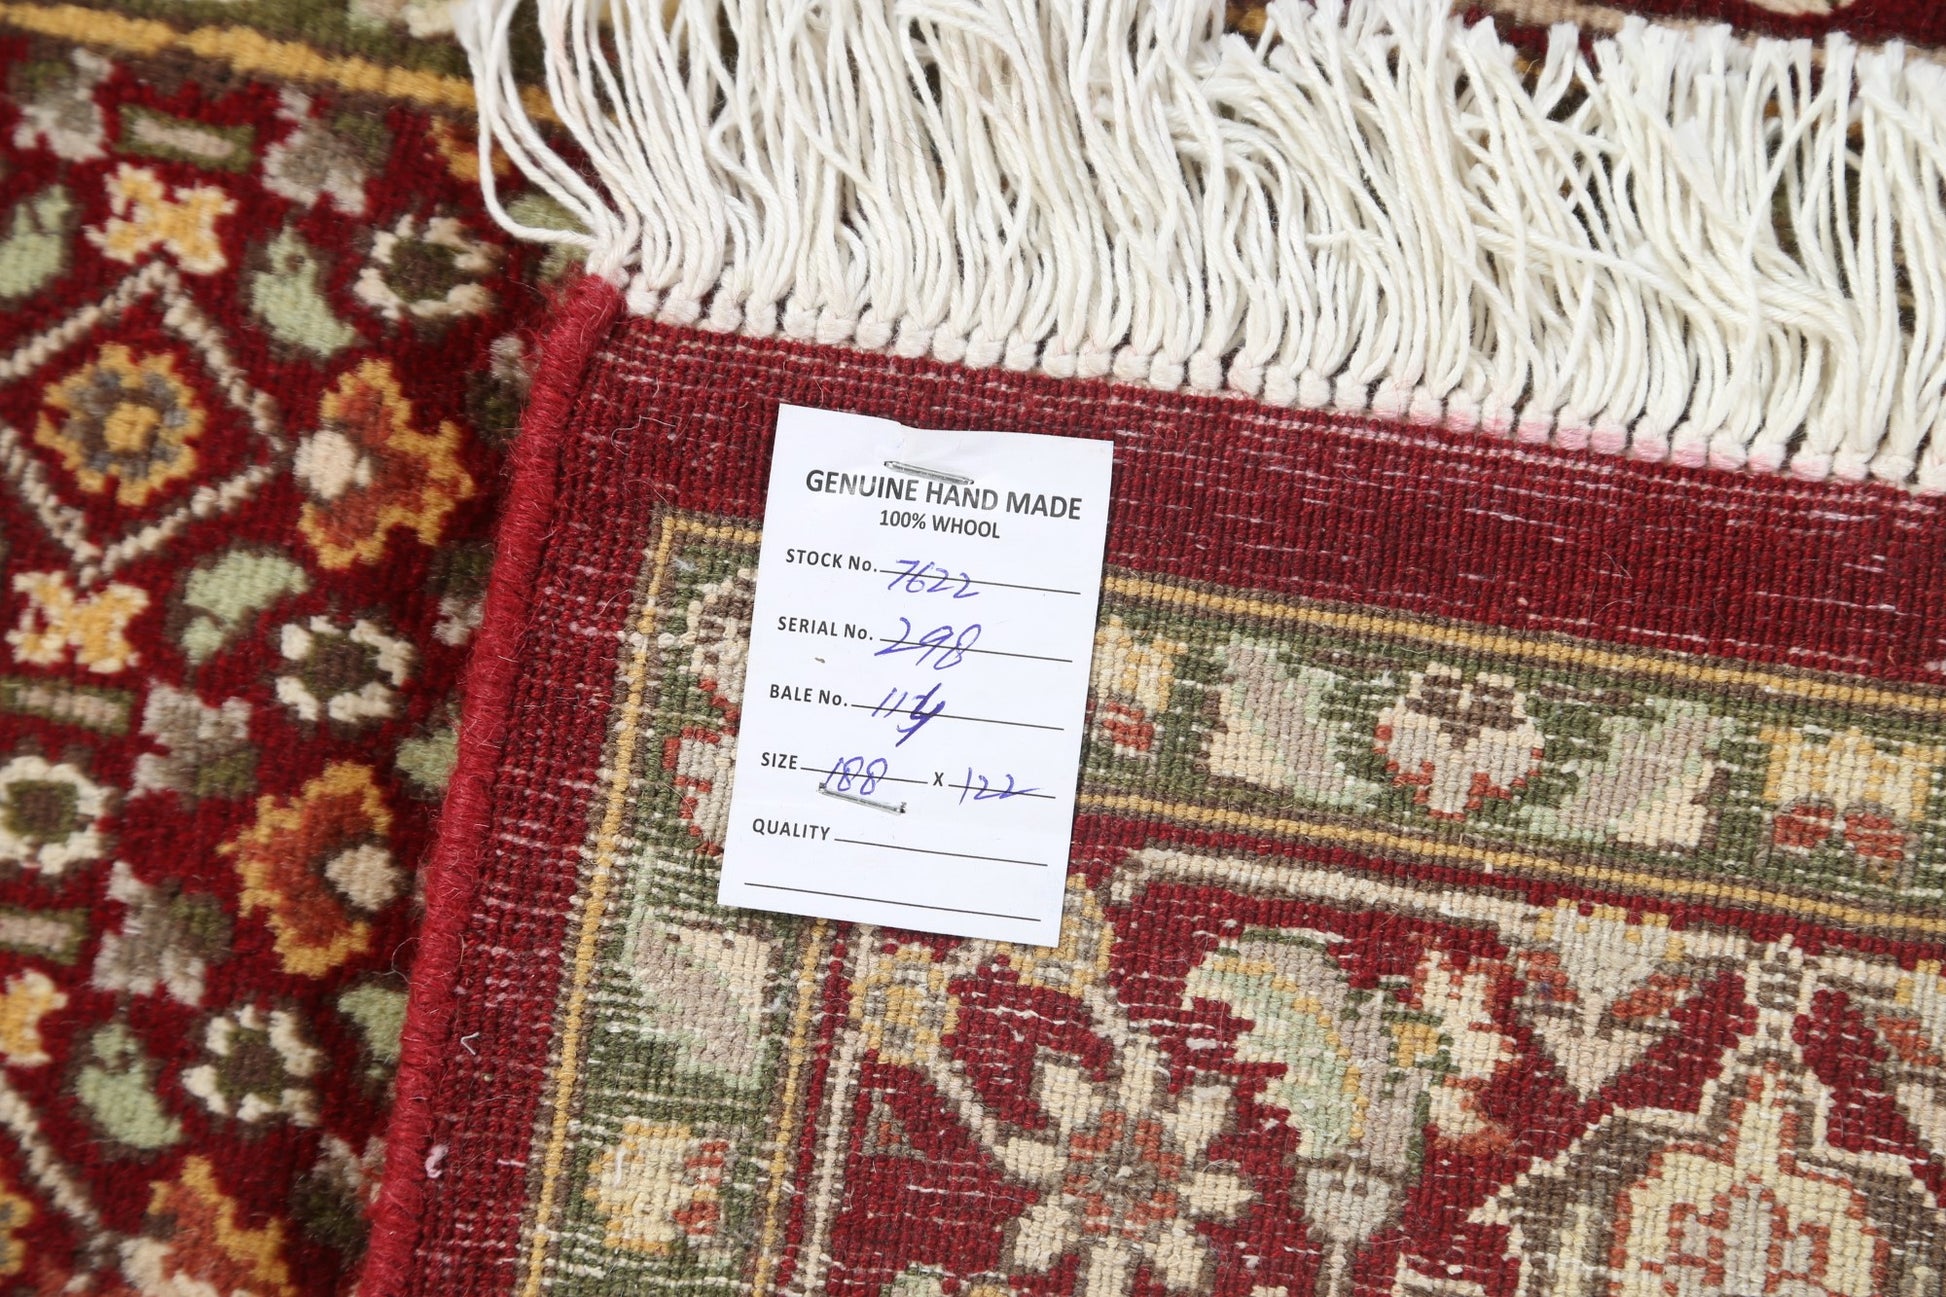 GENUINE HAND MADE
100% WHOOL
STOCK No. 7622
SERIAL No. 298
BALE No.
SIZE 188 X 122
QUALITY